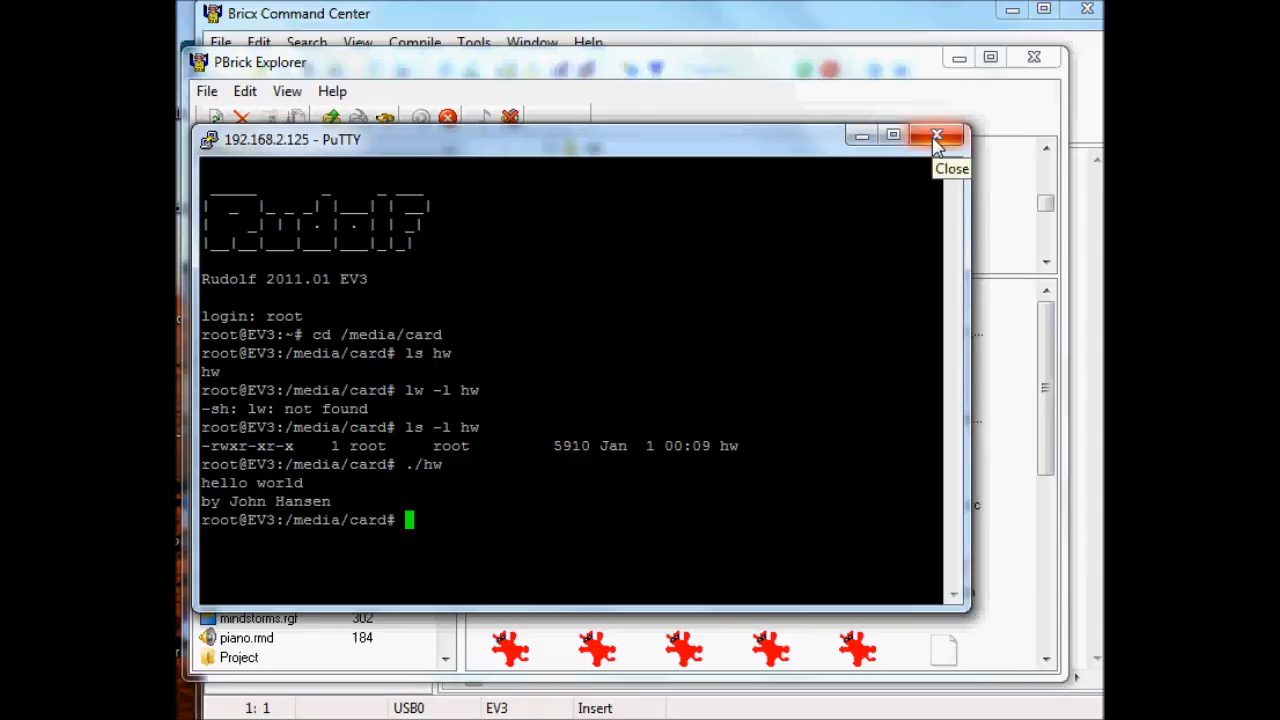 Bricx Command Center
File Edit Search View Compile Tools Window Help
PBrick Explorer
File Edit View Help
192.168.2.125 - PuTTY
Close
Rudolf
Rudolf 2011.01 EV3
login: root
root@EV3:~# cd /media/card
root@EV3:/media/card# ls hw
hw
root@EV3:/media/card# lw -l hw
-sh: lw: not found
root@EV3:/media/card# ls -l hw
-rwxr-xr-x 1 root root 5910 Jan 1 00:09 hw
root@EV3:/media/card# ./hw
hello world
by John Hansen
root@EV3:/media/card#
mindstorms.rgf 302
piano.rmd 184
Project
1: 1 USB0 EV3 Insert